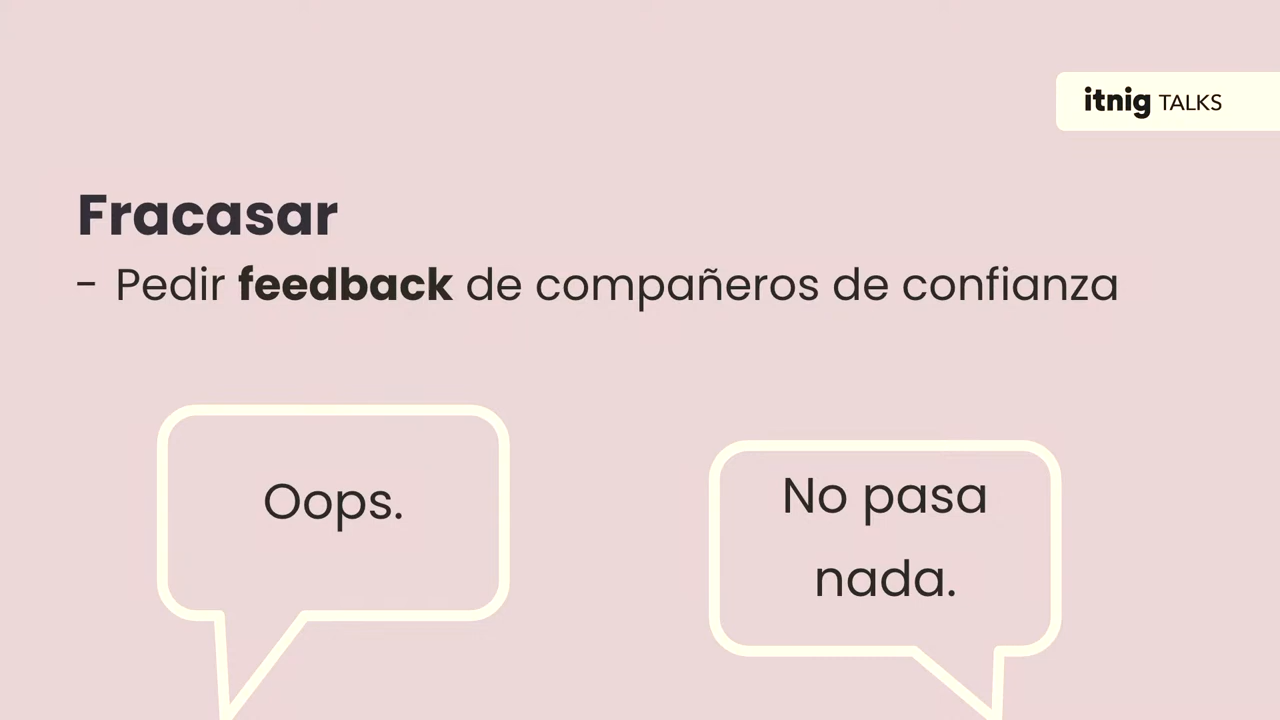 itnig TALKS
Fracasar
- Pedir feedback de compañeros de confianza
Oops.
No pasa
nada.